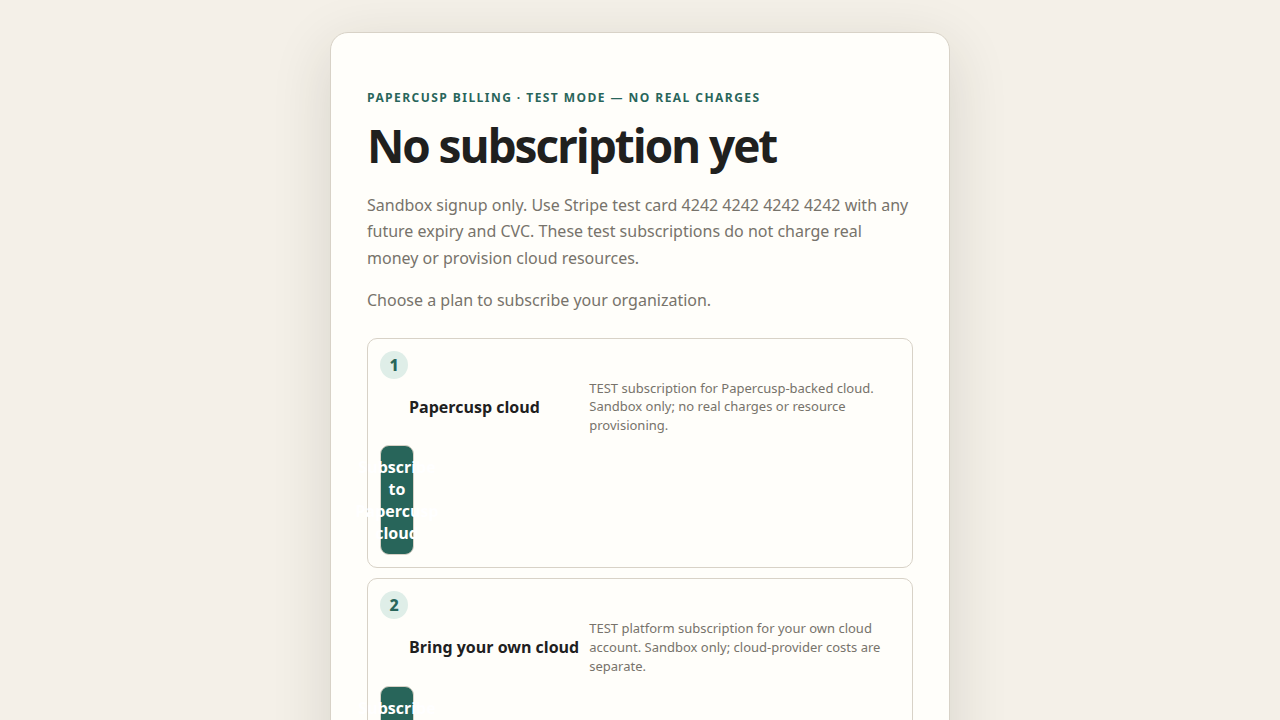 PAPERCUSP BILLING · TEST MODE — NO REAL CHARGES
No subscription yet
Sandbox signup only. Use Stripe test card 4242 4242 4242 4242 with any
future expiry and CVC. These test subscriptions do not charge real
money or provision cloud resources.
Choose a plan to subscribe your organization.
1
Papercusp cloud
TEST subscription for Papercusp-backed cloud.
Sandbox only; no real charges or resource
provisioning.
to
cloud
2
Bring your own cloud
TEST platform subscription for your own cloud
account. Sandbox only; cloud-provider costs are
separate.